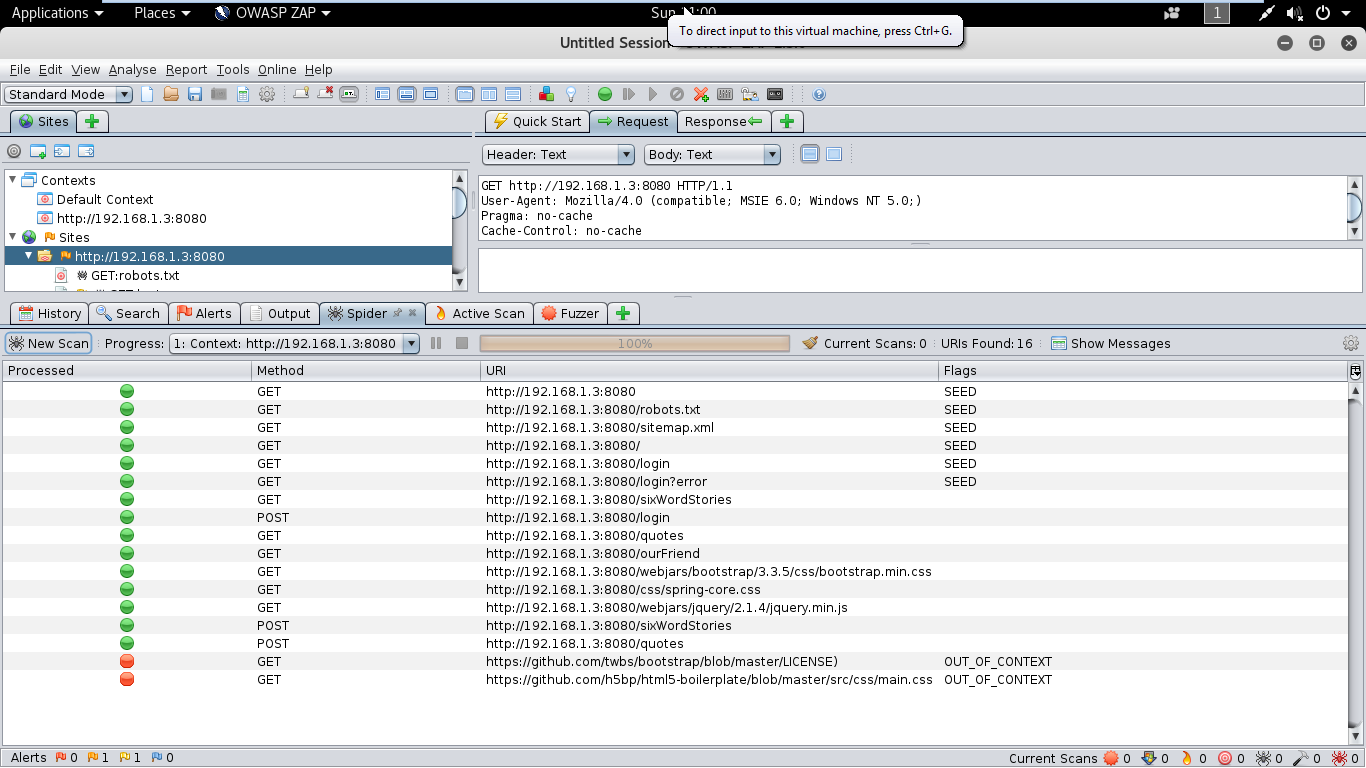 Applications Places OWASP ZAP Sun 1
To direct input to this virtual machine, press Ctrl+G.
Untitled Session
File Edit View Analyse Report Tools Online Help
Standard Mode
Sites Quick Start Request Response
Header: Text Body: Text
Contexts
Default Context
http://192.168.1.3:8080
Sites
http://192.168.1.3:8080
GET:robots.txt
GET http://192.168.1.3:8080 HTTP/1.1
User-Agent: Mozilla/4.0 (compatible; MSIE 6.0; Windows NT 5.0;)
Pragma: no-cache
Cache-Control: no-cache
History Search Alerts Output Spider Active Scan Fuzzer
New Scan Progress: 1: Context: http://192.168.1.3:8080 100% Current Scans: 0 URIs Found: 16 Show Messages
Processed Method URI Flags
GET http://192.168.1.3:8080 SEED
GET http://192.168.1.3:8080/robots.txt SEED
GET http://192.168.1.3:8080/sitemap.xml SEED
GET http://192.168.1.3:8080/ SEED
GET http://192.168.1.3:8080/login SEED
GET http://192.168.1.3:8080/login?error SEED
GET http://192.168.1.3:8080/sixWordStories
POST http://192.168.1.3:8080/login
GET http://192.168.1.3:8080/quotes
GET http://192.168.1.3:8080/ourFriend
GET http://192.168.1.3:8080/webjars/bootstrap/3.3.5/css/bootstrap.min.css
GET http://192.168.1.3:8080/css/spring-core.css
GET http://192.168.1.3:8080/webjars/jquery/2.1.4/jquery.min.js
POST http://192.168.1.3:8080/sixWordStories
POST http://192.168.1.3:8080/quotes
GET https://github.com/twbs/bootstrap/blob/master/LICENSE) OUT_OF_CONTEXT
GET https://github.com/h5bp/html5-boilerplate/blob/master/src/css/main.css OUT_OF_CONTEXT
Alerts 0 1 1 0 Current Scans 0 0 0 0 0 0 0